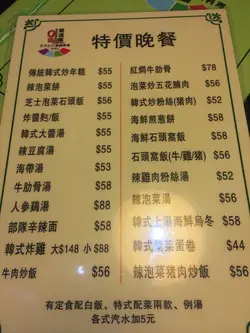 特價晚餐
傳統韓式炒年糕 $55
辣泡菜餅 $55
芝士泡菜石頭飯 $56
炸醬麵/飯 $56
韓式大醬湯 $55
辣豆腐湯 $55
海帶湯 $53
牛肋骨湯 $56
人參鷄湯 $88
部隊辛辣面 $58
韓式炸雞 大$148 小$88
牛肉炒飯 $56
紅燜牛肋骨 $78
泡菜炒五花腩肉 $56
韓式炒粉絲(豬肉) $52
海鮮煎蔥餅 $58
海鮮石頭窩飯 $58
石頭窩飯(牛/雞/豬) $56
辣雞肉粉絲湯 $52
辣泡菜湯 $56
韓式上湯海鮮烏冬 $58
韓式菜菜蛋卷 $44
辣泡菜豬肉炒飯 $56
有定食配白飯、特式配菜兩款、例湯
各式汽水加5元